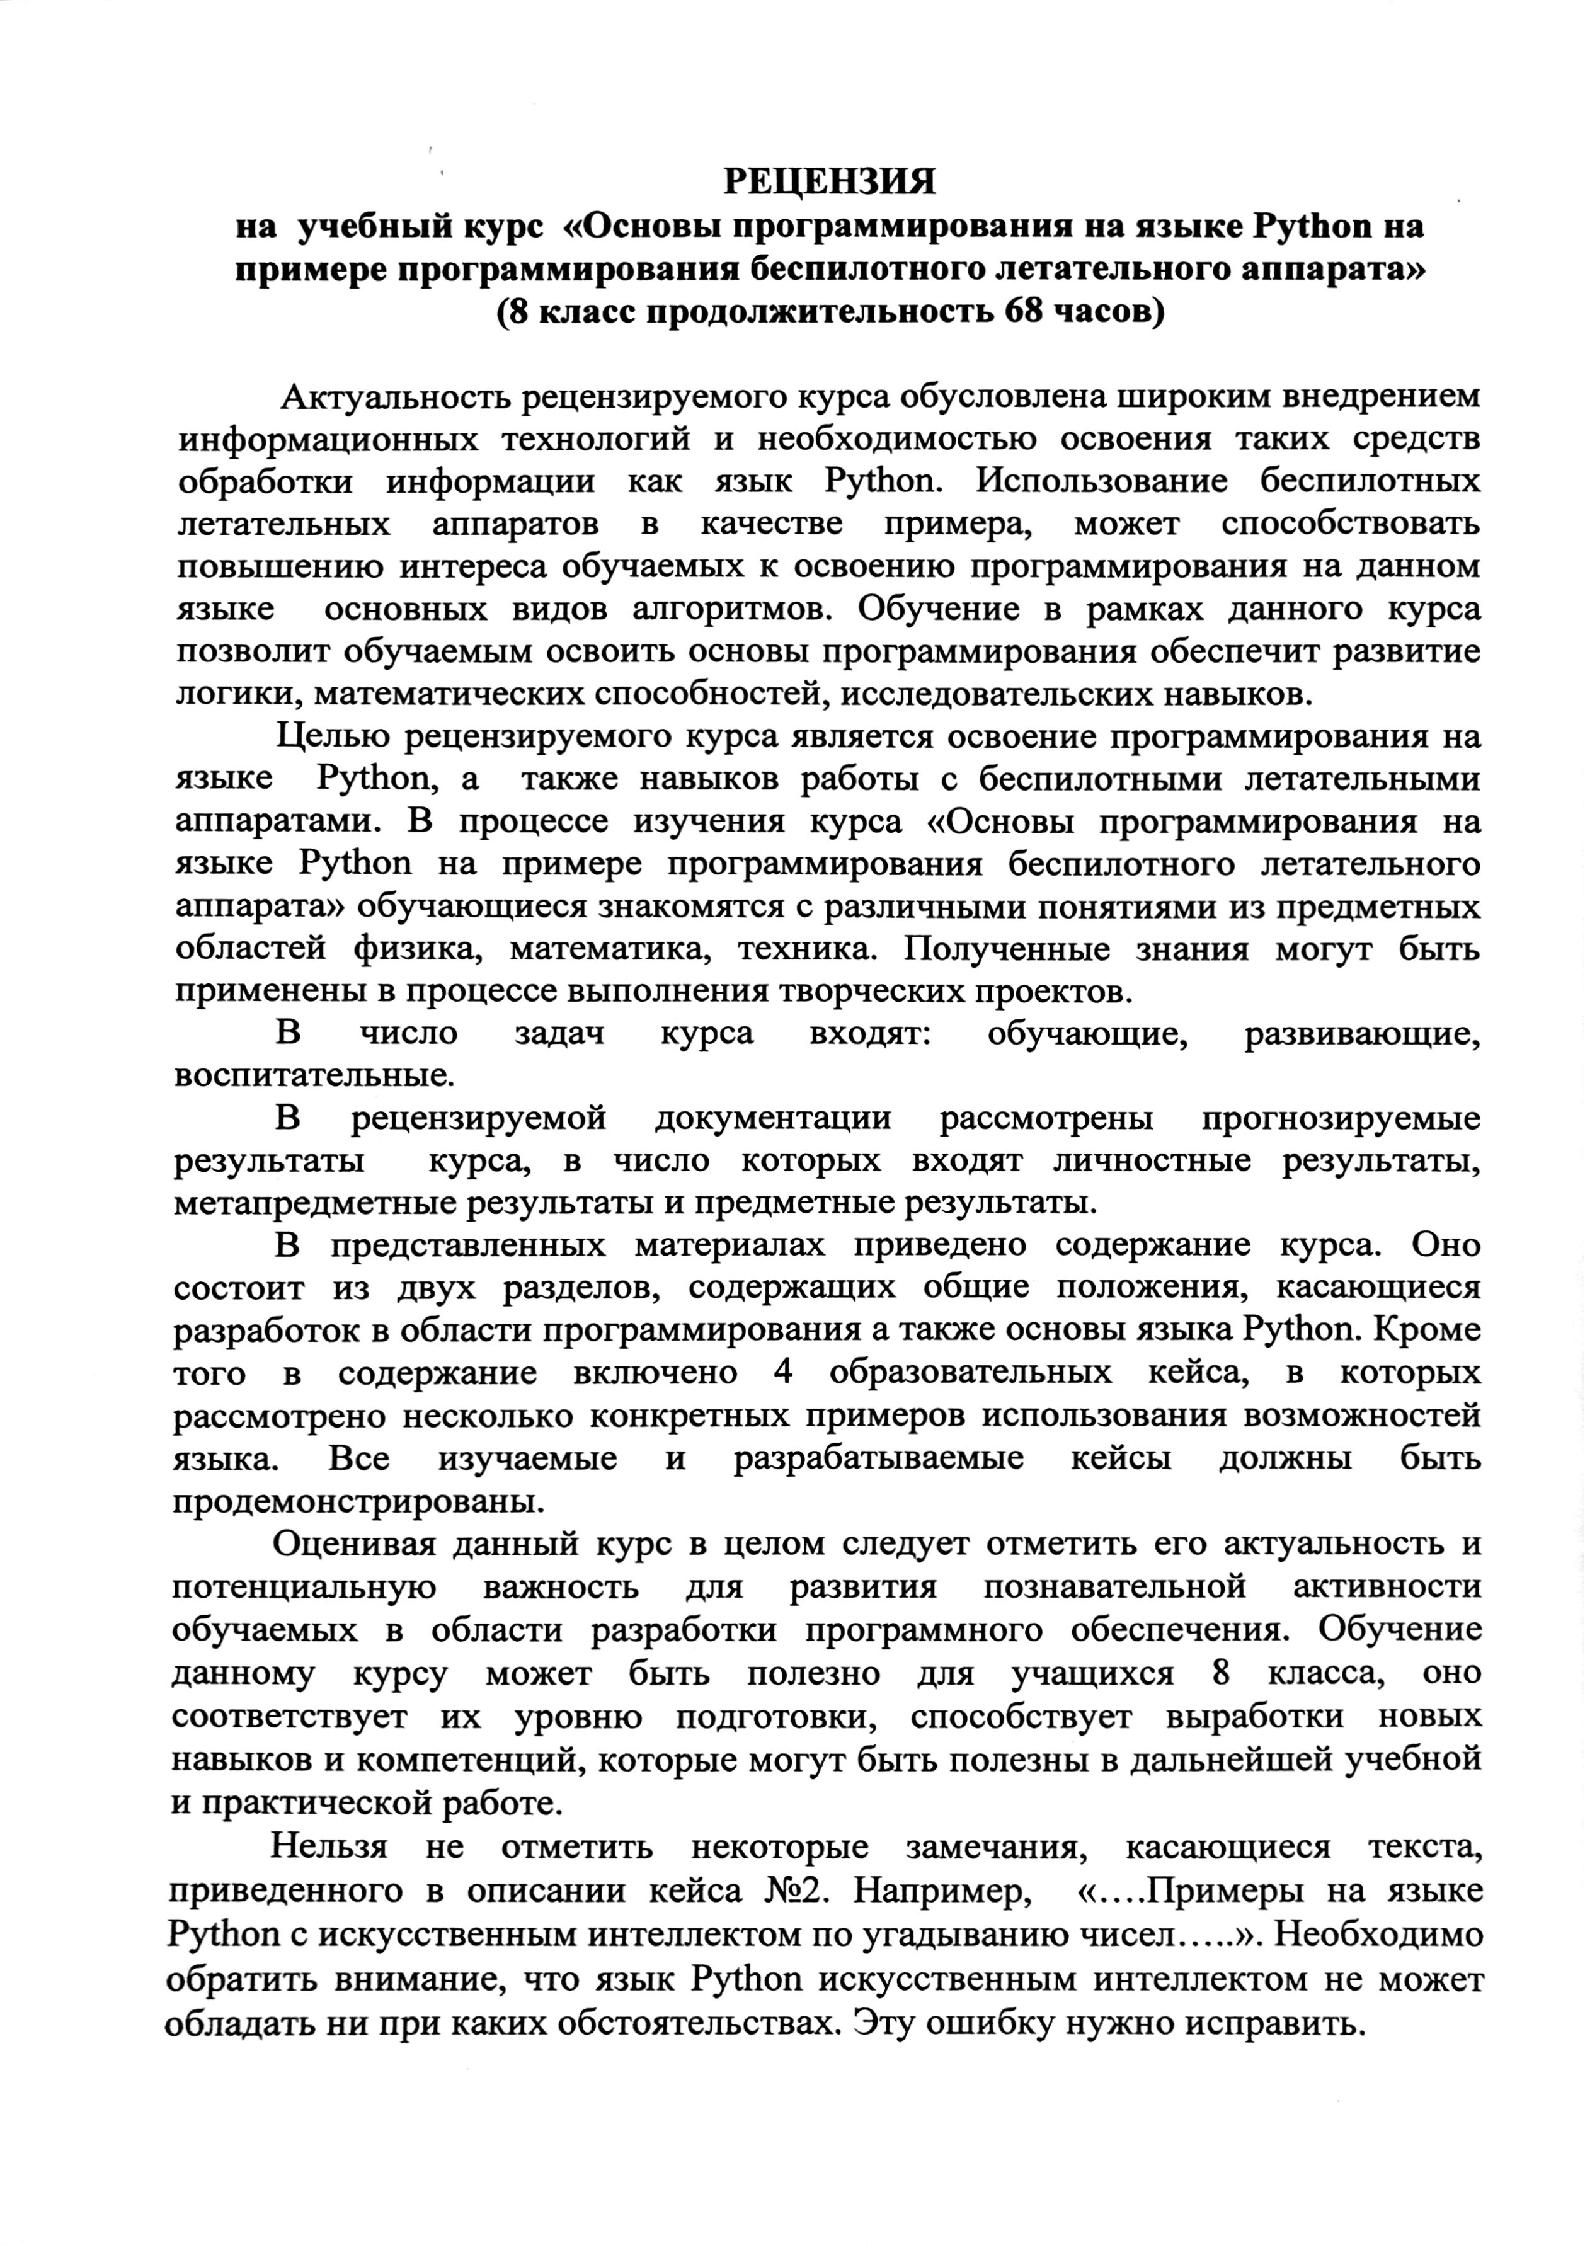 РЕЦЕНЗИЯ
на учебный курс «Основы программирования на языке Python на
примере программирования беспилотного летательного аппарата»
(8 класс продолжительность 68 часов)
Актуальность рецензируемого курса обусловлена широким внедрением
информационных технологий и необходимостью освоения таких средств
обработки информации как язык Python. Использование беспилотных
летательных аппаратов в качестве примера, может способствовать
повышению интереса обучаемых к освоению программирования на данном
языке основных видов алгоритмов. Обучение в рамках данного курса
позволит обучаемым освоить основы программирования обеспечит развитие
логики, математических способностей, исследовательских навыков.
Целью рецензируемого курса является освоение программирования на
языке Python, а также навыков работы с беспилотными летательными
аппаратами. В процессе изучения курса «Основы программирования на
языке Python на примере программирования беспилотного летательного
аппарата» обучающиеся знакомятся с различными понятиями из предметных
областей физика, математика, техника. Полученные знания могут быть
применены в процессе выполнения творческих проектов.
В число задач курса входят: обучающие, развивающие,
воспитательные.
В рецензируемой документации рассмотрены прогнозируемые
результаты курса, в число которых входят личностные результаты,
метапредметные результаты и предметные результаты.
В представленных материалах приведено содержание курса. Оно
состоит из двух разделов, содержащих общие положения, касающиеся
разработок в области программирования а также основы языка Python. Кроме
того в содержание включено 4 образовательных кейса, в которых
рассмотрено несколько конкретных примеров использования возможностей
языка. Все изучаемые и разрабатываемые кейсы должны быть
продемонстрированы.
Оценивая данный курс в целом следует отметить его актуальность и
потенциальную важность для развития познавательной активности
обучаемых в области разработки программного обеспечения. Обучение
данному курсу может быть полезно для учащихся 8 класса, оно
соответствует их уровню подготовки, способствует выработки новых
навыков и компетенций, которые могут быть полезны в дальнейшей учебной
и практической работе.
Нельзя не отметить некоторые замечания, касающиеся текста,
приведенного в описании кейса №2. Например, «….Примеры на языке
Python с искусственным интеллектом по угадыванию чисел…..». Необходимо
обратить внимание, что язык Python искусственным интеллектом не может
обладать ни при каких обстоятельствах. Эту ошибку нужно исправить.